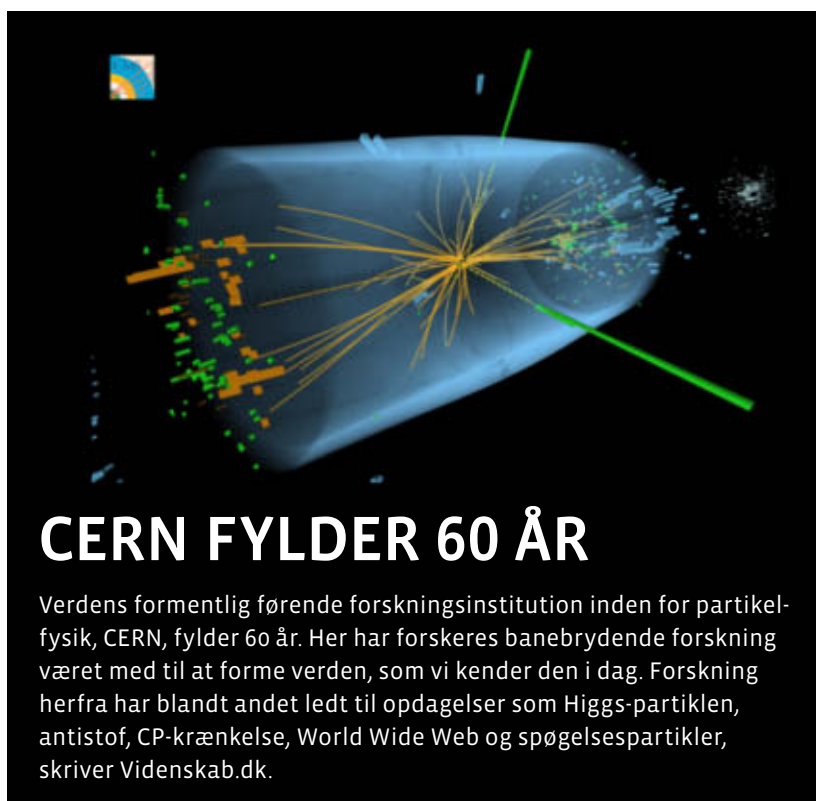 CERN FYLDER 60 ÅR
Verdens formentlig førende forskningsinstitution inden for partikel-
fysik, CERN, fylder 60 år. Her har forskeres banebrydende forskning
været med til at forme verden, som vi kender den i dag. Forskning
herfra har blandt andet ledt til opdagelser som Higgs-partiklen,
antistof, CP-krænkelse, World Wide Web og spøgelsespartikler,
skriver Videnskab.dk.